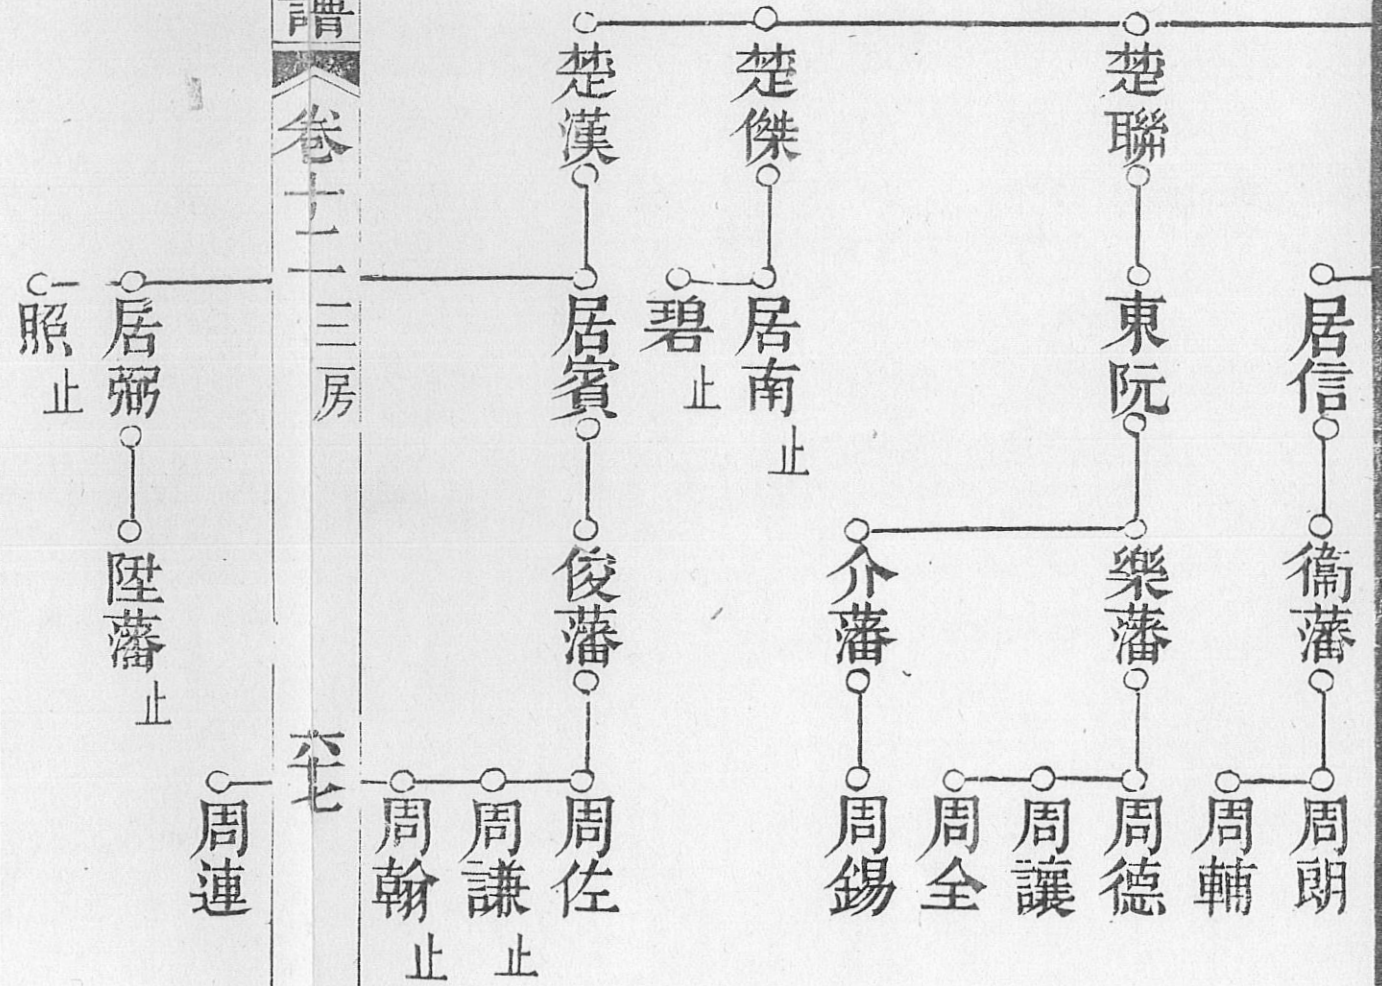 楚聯
楚傑
楚漢
居信
東阮
居南止
碧止
居賓
居弼
照止
衞藩
樂藩
介藩
俊藩
陞藩止
周朗
周輔
周德
周讓
周全
周錫
周佐
周謙止
周翰止
周連
譜
卷十二
三房
六十七